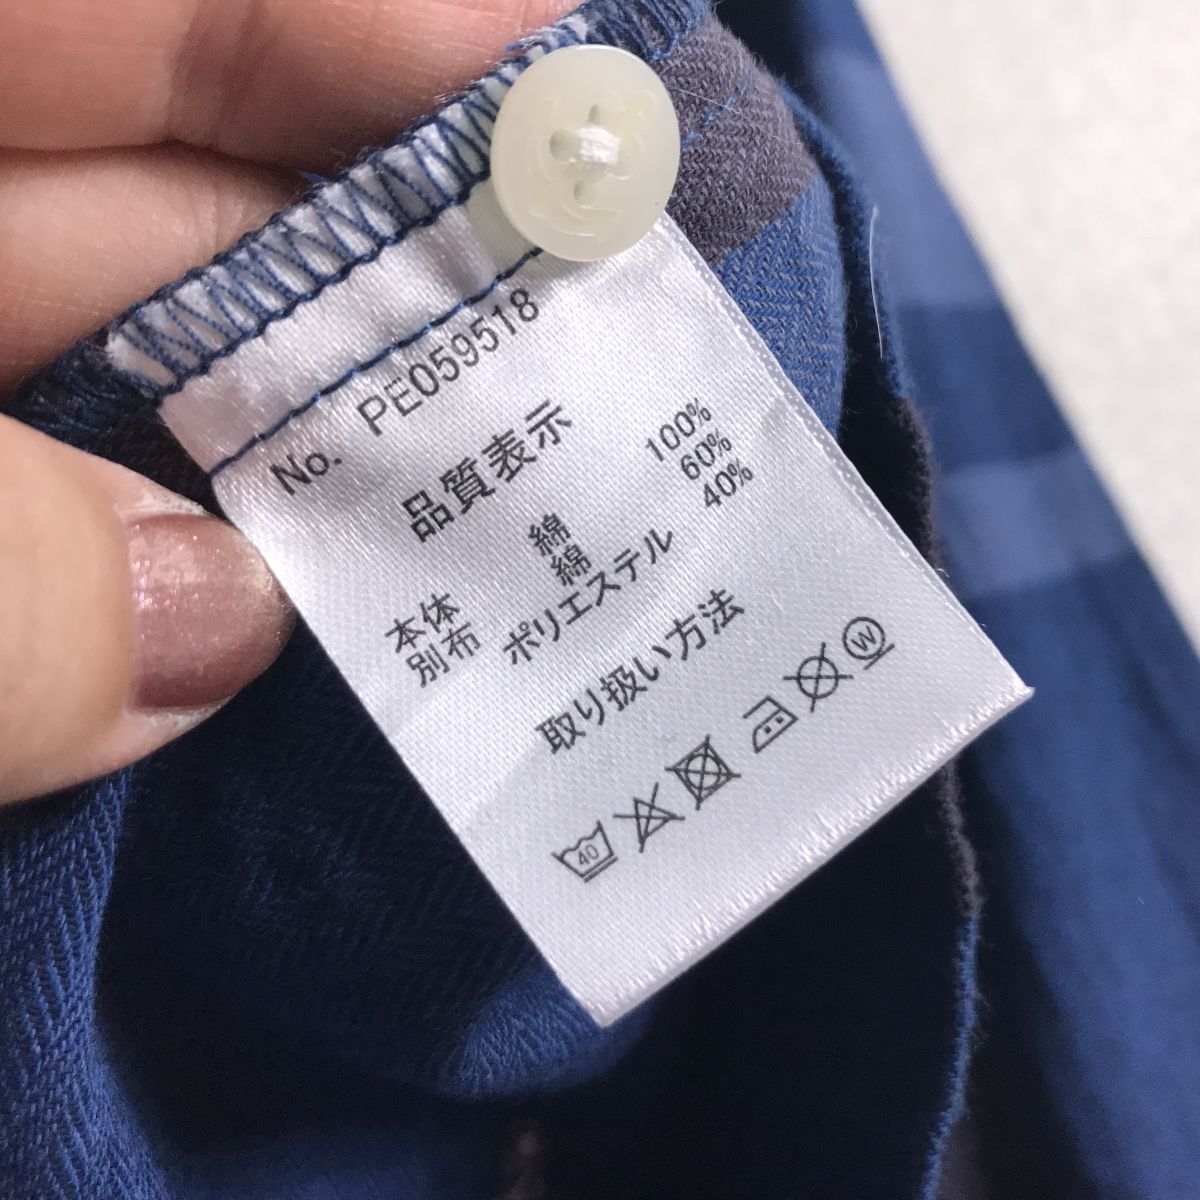 No. PE059518
品質表示
本体 綿 100%
別布 綿 60%
ポリエステル 40%
取り扱い方法
40
W